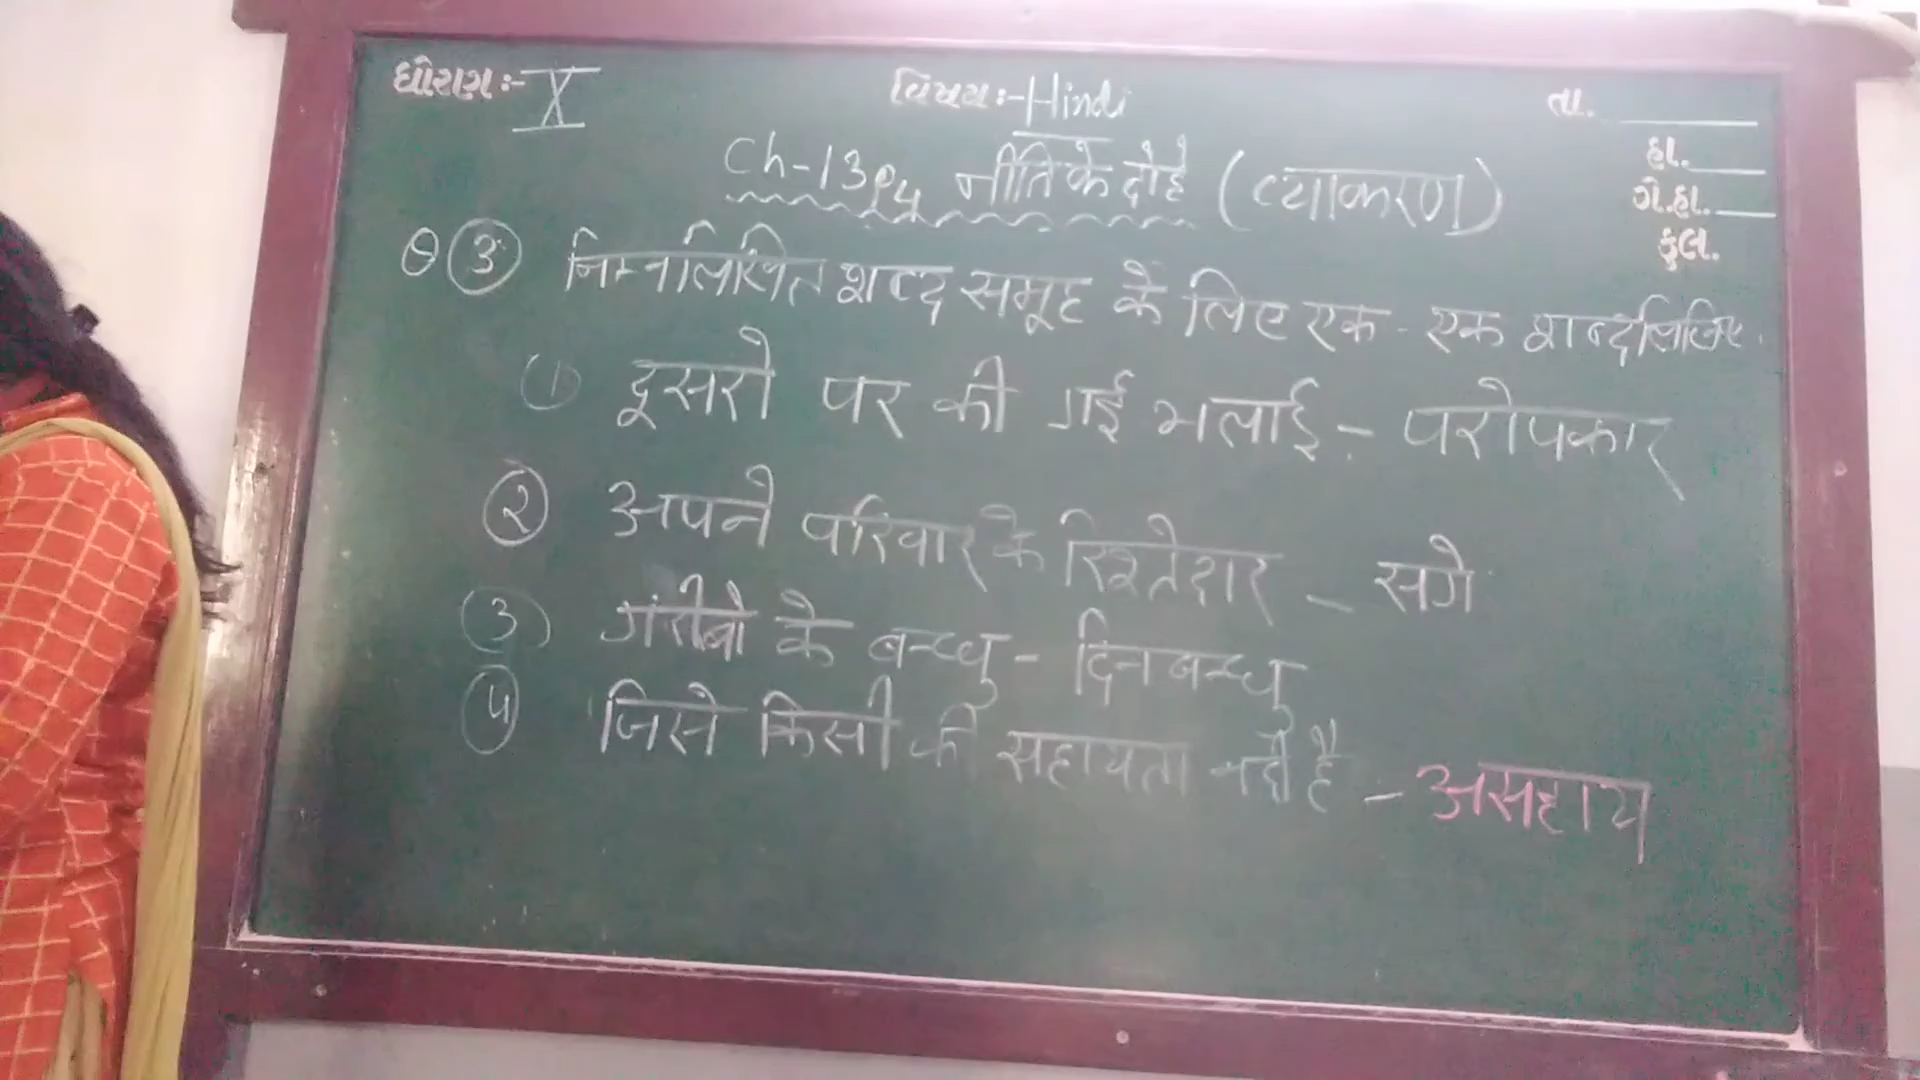 ધોરણ :- X
વિષય :- Hindi
તા.
હા.
ગે.હા.
કુલ.
Ch-13 નીતિ के दोहे (व्याकरण)
Q ③ निम्नलिखित शब्द समूह के लिए एक - एक शब्द लिखिए.
① दूसरो पर की गई भलाई - परोपकार
② अपने परिवार के रिश्तेदार - सगे
③ गरीबो के बन्धु - दिनबन्धु
④ जिसे किसी की सहायता नही है - असहाय